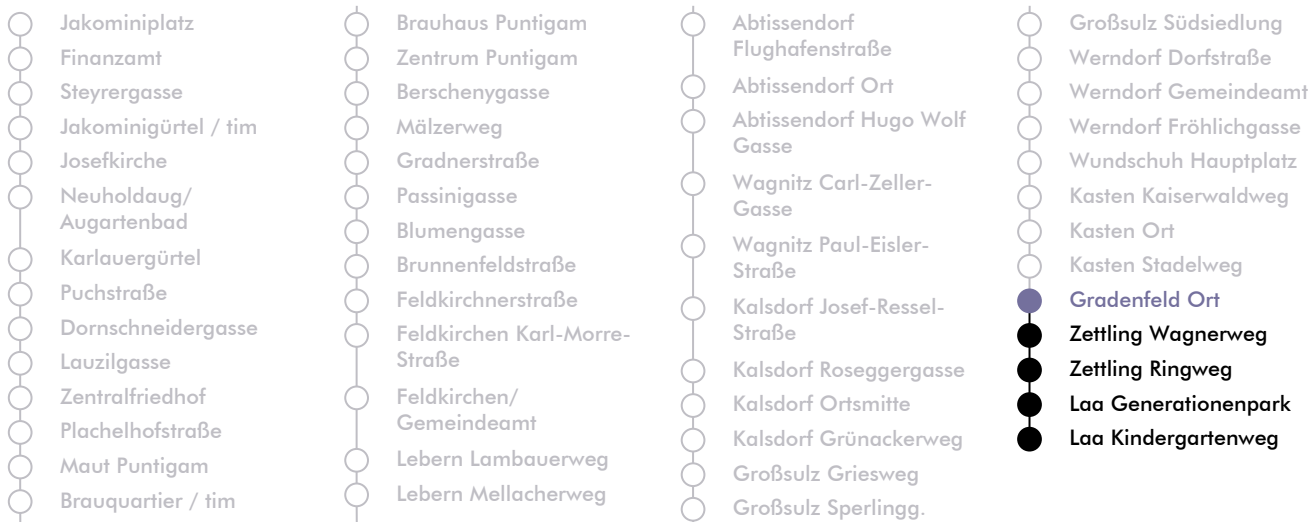 Jakominiplatz
Finanzamt
Steyrergasse
Jakominigürtel / tim
Josefkirche
Neuholdaug/
Augartenbad
Karlauergürtel
Puchstraße
Dornschneidergasse
Lauzilgasse
Zentralfriedhof
Plachelhofstraße
Maut Puntigam
Brauquartier / tim
Brauhaus Puntigam
Zentrum Puntigam
Berschenygasse
Mälzerweg
Gradnerstraße
Passinigasse
Blumengasse
Brunnenfeldstraße
Feldkirchnerstraße
Feldkirchen Karl-Morre-
Straße
Feldkirchen/
Gemeindeamt
Lebern Lambauerweg
Lebern Mellacherweg
Abtissendorf
Flughafenstraße
Abtissendorf Ort
Abtissendorf Hugo Wolf
Gasse
Wagnitz Carl-Zeller-
Gasse
Wagnitz Paul-Eisler-
Straße
Kalsdorf Josef-Ressel-
Straße
Kalsdorf Roseggergasse
Kalsdorf Ortsmitte
Kalsdorf Grünackerweg
Großsulz Griesweg
Großsulz Sperlingg.
Großsulz Südsiedlung
Werndorf Dorfstraße
Werndorf Gemeindeamt
Werndorf Fröhlichgasse
Wundschuh Hauptplatz
Kasten Kaiserwaldweg
Kasten Ort
Kasten Stadelweg
Gradenfeld Ort
Zettling Wagnerweg
Zettling Ringweg
Laa Generationenpark
Laa Kindergartenweg